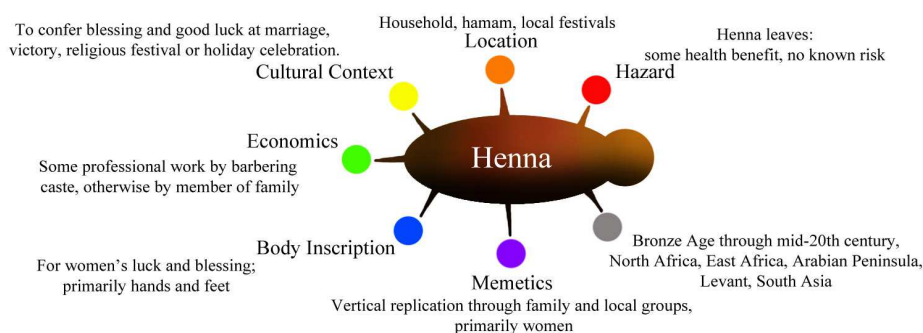 To confer blessing and good luck at marriage,
victory, religious festival or holiday celebration.
Cultural Context
Household, hamam, local festivals
Location
Henna leaves:
some health benefit, no known risk
Hazard
Economics
Some professional work by barbering
caste, otherwise by member of family
Henna
Body Inscription
For women’s luck and blessing;
primarily hands and feet
Memetics
Vertical replication through family and local groups,
primarily women
Bronze Age through mid-20th century,
North Africa, East Africa, Arabian Peninsula,
Levant, South Asia